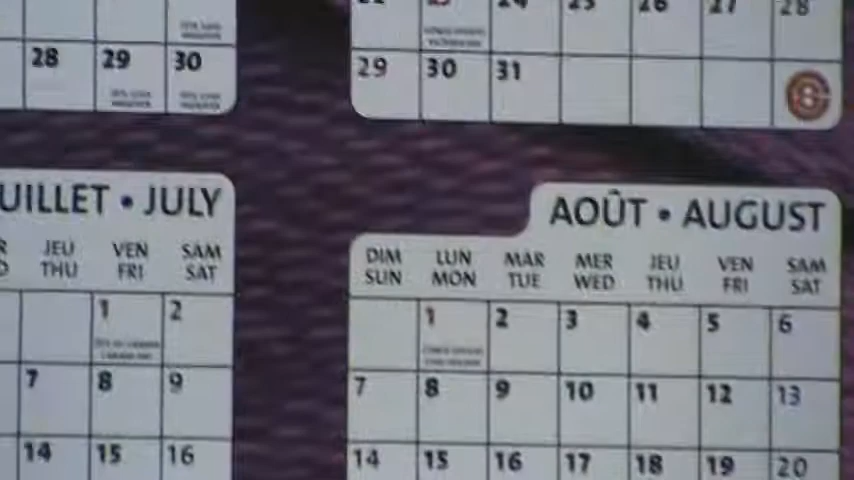 28 29 30
22 23 24 25 26 27 28
29 30 31
UILLET • JULY
JEU VEN SAM
THU FRI SAT
1 2
7 8 9
14 15 16
AOÛT • AUGUST
DIM LUN MAR MER JEU VEN SAM
SUN MON TUE WED THU FRI SAT
1 2 3 4 5 6
7 8 9 10 11 12 13
14 15 16 17 18 19 20